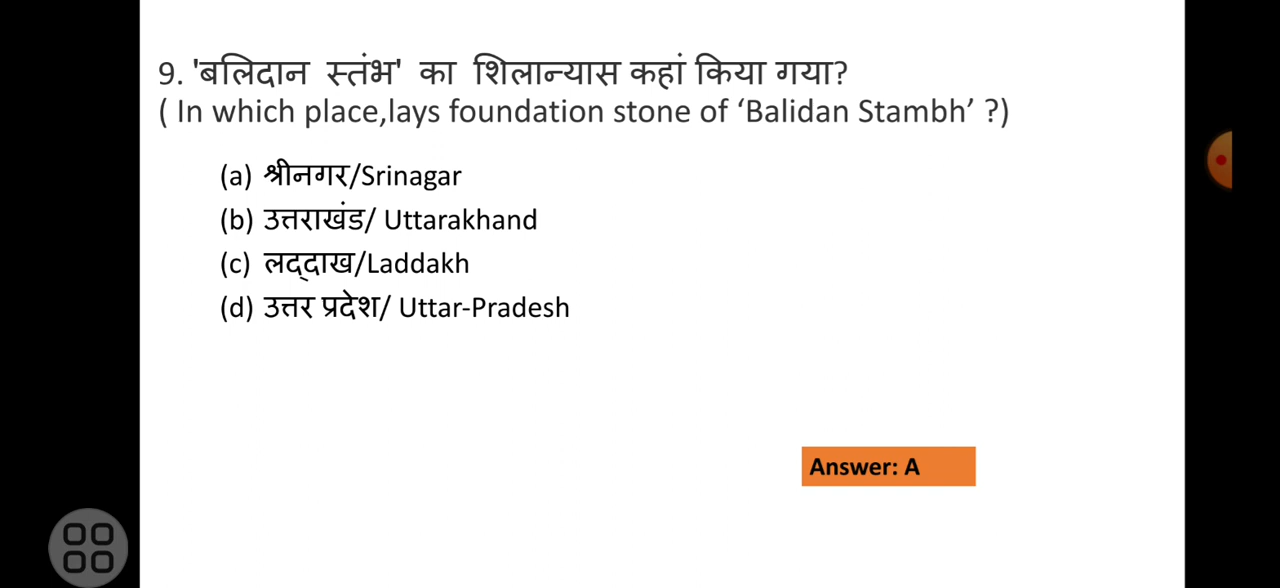 9. 'बलिदान स्तंभ' का शिलान्यास कहां किया गया?
( In which place,lays foundation stone of ‘Balidan Stambh’ ?)
(a) श्रीनगर/Srinagar
(b) उत्तराखंड/ Uttarakhand
(c) लद्दाख/Laddakh
(d) उत्तर प्रदेश/ Uttar-Pradesh
Answer: A